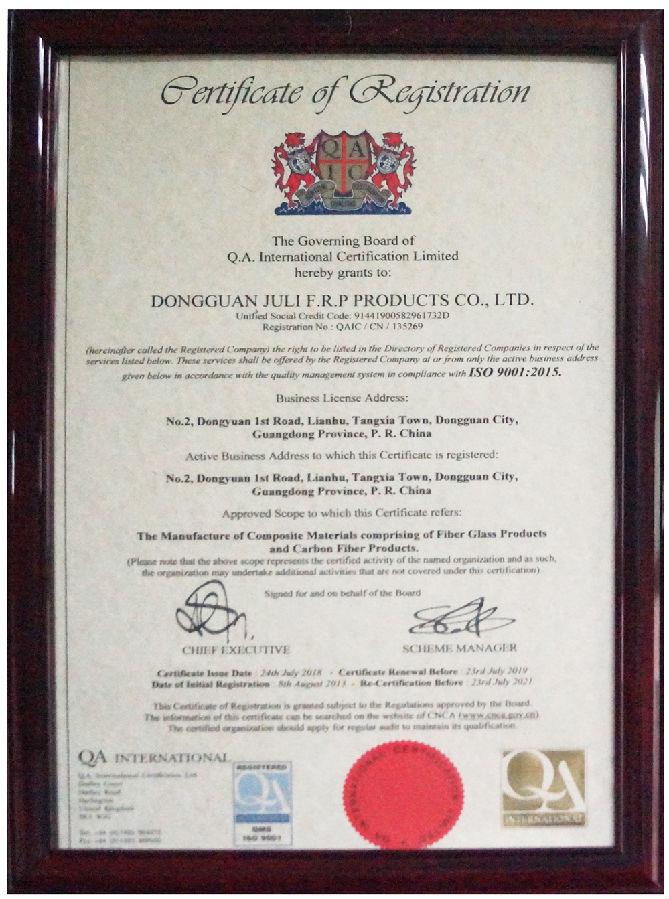 Certificate of Registration
Q A
I C
The Governing Board of
Q.A. International Certification Limited
hereby grants to:
DONGGUAN JULI F.R.P PRODUCTS CO., LTD.
Unified Social Credit Code: 91441900582961732D
Registration No : QAIC / CN / 135269
(hereinafter called the Registered Company) the right to be listed in the Directory of Registered Companies in respect of the
services listed below. These services shall be offered by the Registered Company at or from only the active business address
given below in accordance with the quality management system in compliance with ISO 9001:2015.
Business License Address:
No.2, Dongyuan 1st Road, Lianhu, Tangxia Town, Dongguan City,
Guangdong Province, P. R. China
Active Business Address to which this Certificate is registered:
No.2, Dongyuan 1st Road, Lianhu, Tangxia Town, Dongguan City,
Guangdong Province, P. R. China
Approved Scope to which this Certificate refers:
The Manufacture of Composite Materials comprising of Fiber Glass Products
and Carbon Fiber Products.
(Please note that the above scope represents the certified activity of the named organization and as such,
the organization may undertake additional activities that are not covered under this certification)
Signed for and on behalf of the Board
CHIEF EXECUTIVE
SCHEME MANAGER
Certificate Issue Date : 24th July 2018 - Certificate Renewal Before : 23rd July 2019
Date of Initial Registration : 8th August 2013 - Re-Certification Before : 23rd July 2021
This Certificate of Registration is granted subject to the Regulations approved by the Board.
The information of this certificate can be searched on the website of CNCA (www.cnca.gov.cn)
The certified organization should apply for regular audit to maintain its qualification.
QA INTERNATIONAL
Q.A. International Certification Ltd
United Kingdom
REGISTERED
QA
QMS
ISO 9001
INTERNATIONAL CERTIFICATION
QA
INTERNATIONAL